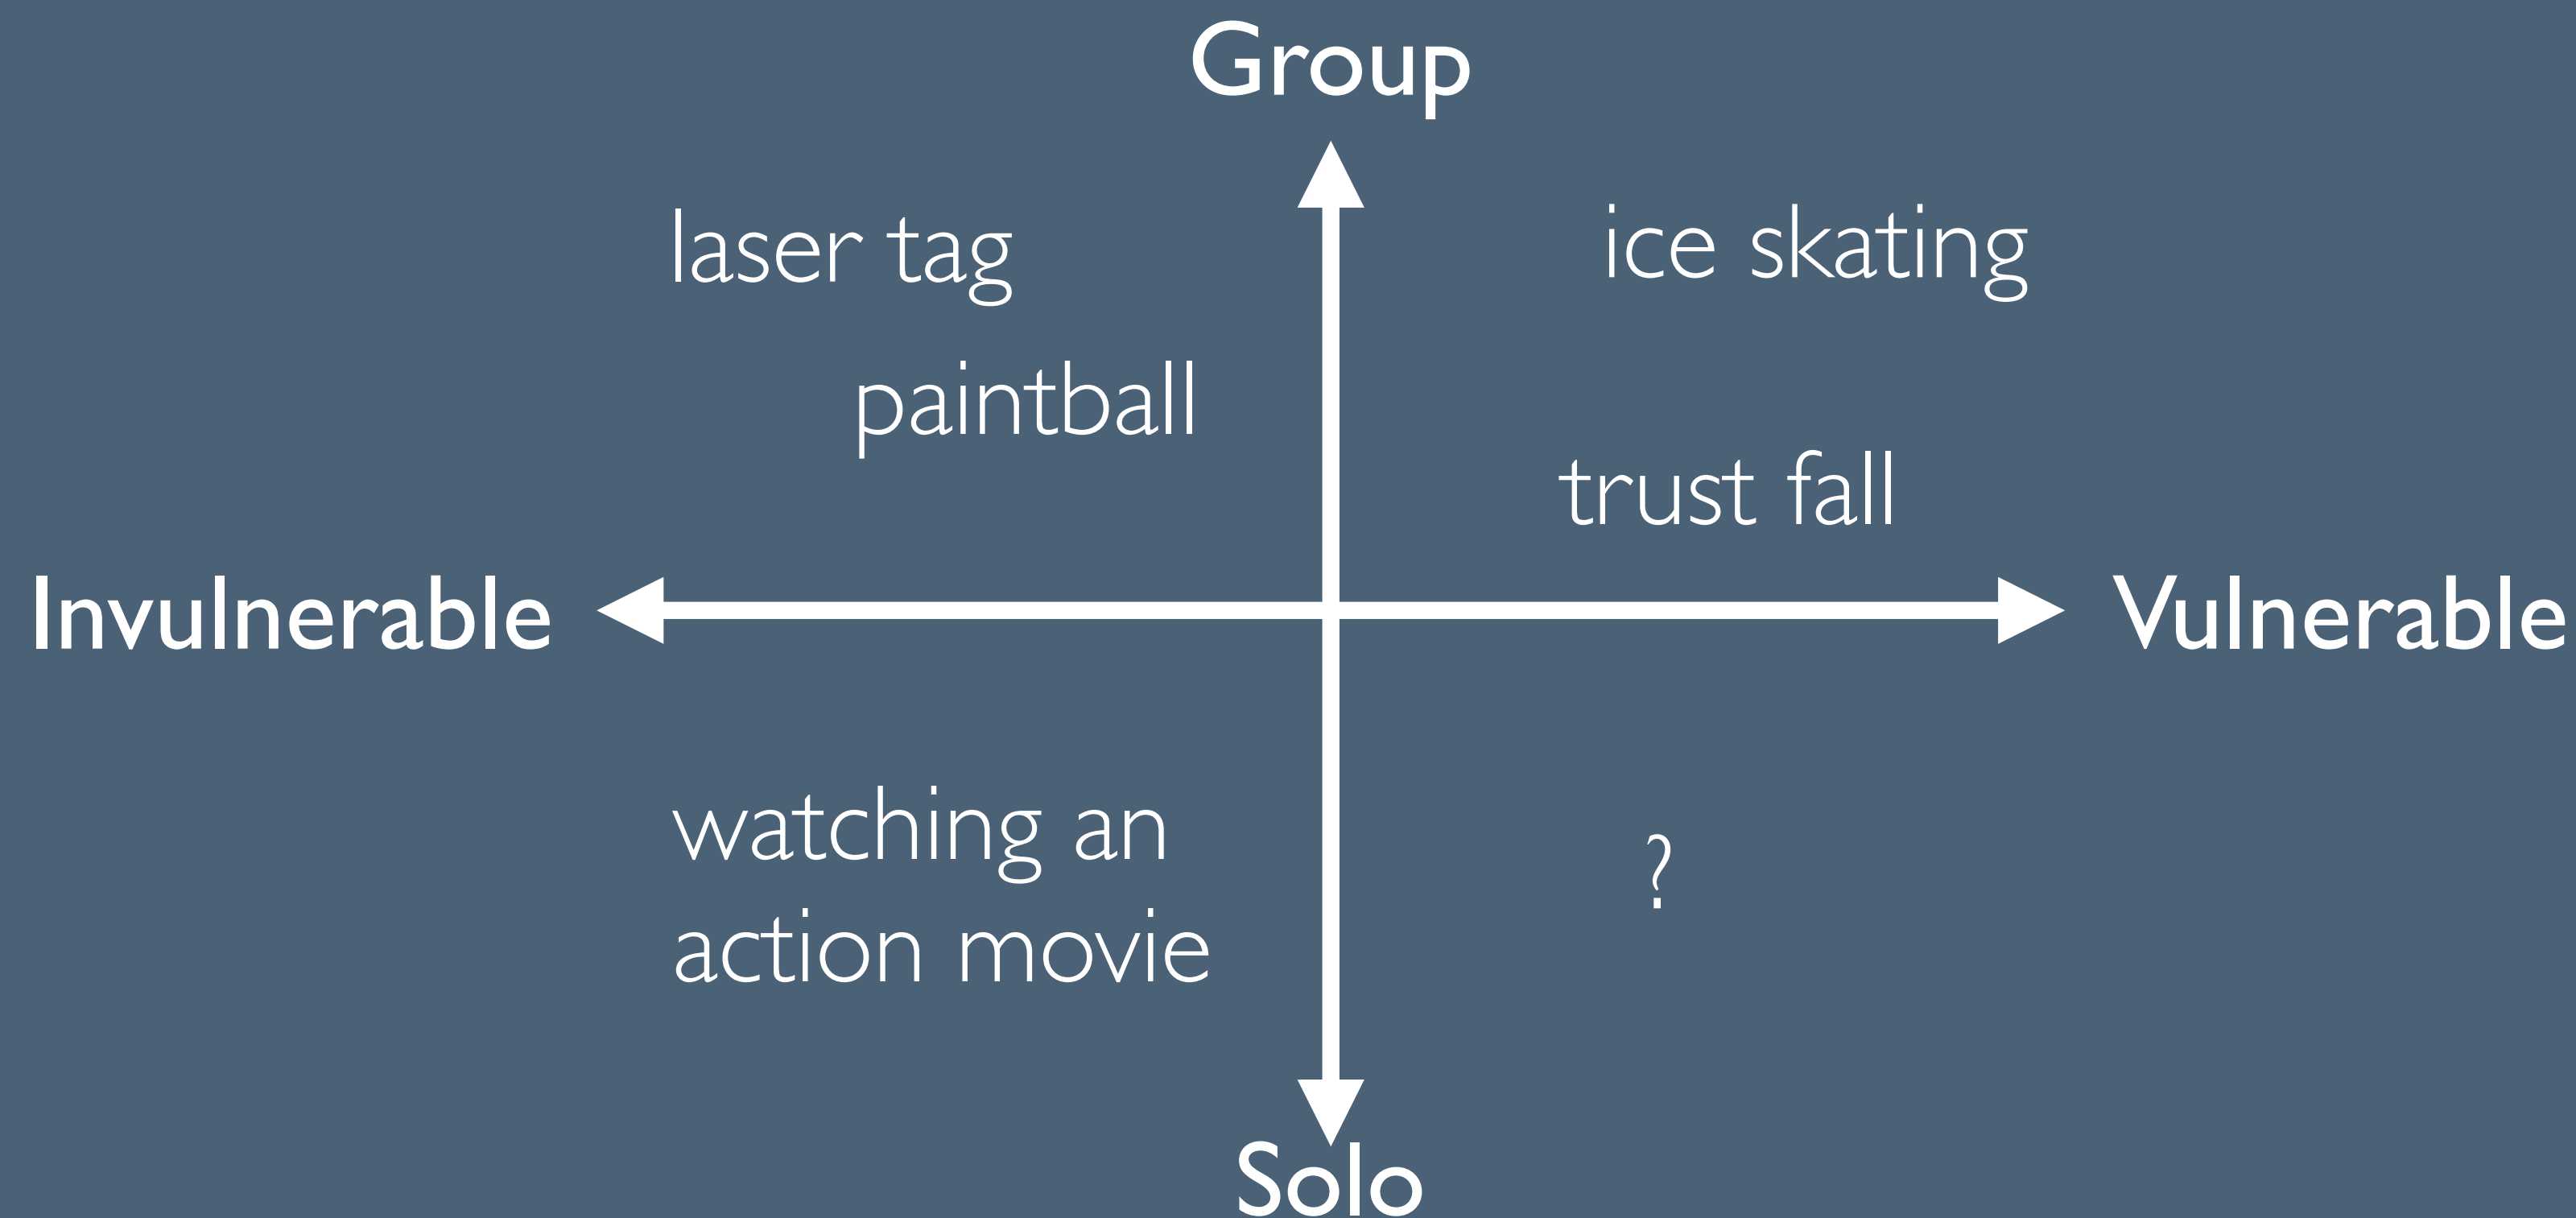 Group
laser tag
ice skating
paintball
trust fall
Invulnerable
Vulnerable
watching an
action movie
?
Solo